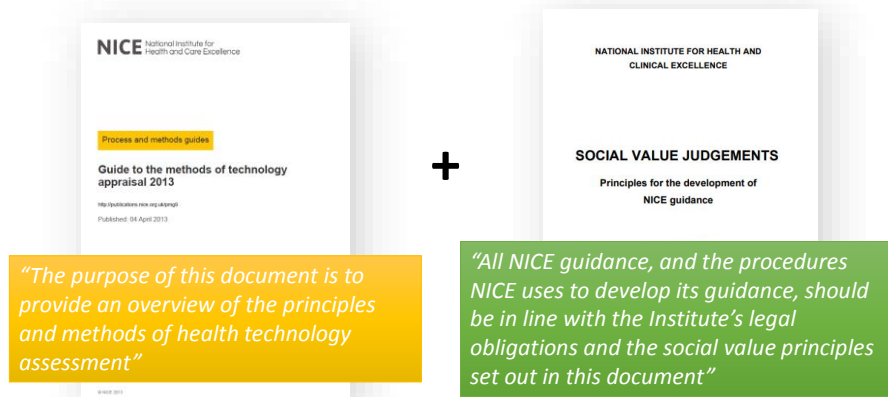 NICE National Institute for
Health and Care Excellence
Process and methods guides
Guide to the methods of technology
appraisal 2013
http://publications.nice.org.uk/pmg9
Published: 04 April 2013
“The purpose of this document is to
provide an overview of the principles
and methods of health technology
assessment”
© NICE 2013
+
NATIONAL INSTITUTE FOR HEALTH AND
CLINICAL EXCELLENCE
SOCIAL VALUE JUDGEMENTS
Principles for the development of
NICE guidance
“All NICE guidance, and the procedures
NICE uses to develop its guidance, should
be in line with the Institute’s legal
obligations and the social value principles
set out in this document”